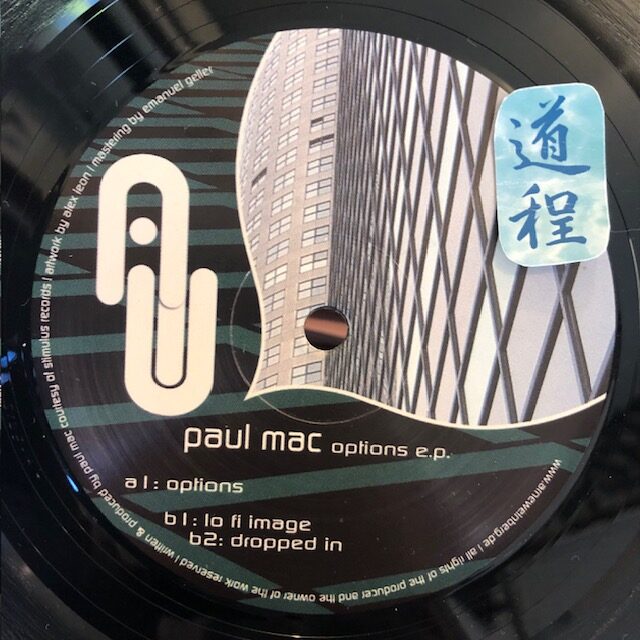 道程
paul mac options e.p.
a1: options
b1: lo fi image
b2: dropped in
written & produced by paul mac courtesy of stimulus records | artwork by alex leon | mastering by emanuel geller
www.arneweinberg.de | all rights of the producer and the owner of the work reserved |